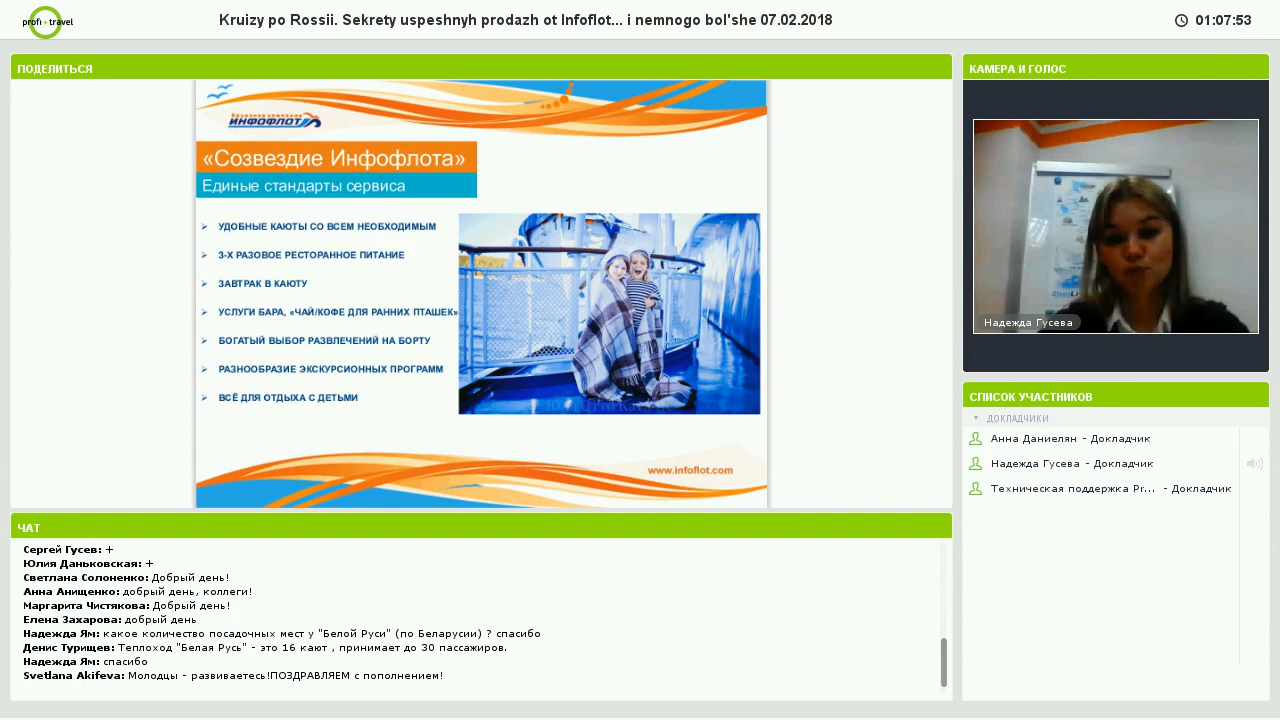 profi travel
Kruizy po Rossii. Sekrety uspeshnyh prodazh ot Infoflot... i nemnogo bol'she 07.02.2018
01:07:53
ПОДЕЛИТЬСЯ
Круизная компания
ИНФОФЛОТ
«Созвездие Инфофлота»
Единые стандарты сервиса
УДОБНЫЕ КАЮТЫ СО ВСЕМ НЕОБХОДИМЫМ
3-Х РАЗОВОЕ РЕСТОРАННОЕ ПИТАНИЕ
ЗАВТРАК В КАЮТУ
УСЛУГИ БАРА, «ЧАЙ/КОФЕ ДЛЯ РАННИХ ПТАШЕК»
БОГАТЫЙ ВЫБОР РАЗВЛЕЧЕНИЙ НА БОРТУ
РАЗНООБРАЗИЕ ЭКСКУРСИОННЫХ ПРОГРАММ
ВСЁ ДЛЯ ОТДЫХА С ДЕТЬМИ
www.infoflot.com
КАМЕРА И ГОЛОС
Надежда Гусева
СПИСОК УЧАСТНИКОВ
ДОКЛАДЧИКИ
Анна Даниелян - Докладчик
Надежда Гусева - Докладчик
Техническая поддержка Pr... - Докладчик
ЧАТ
Сергей Гусев: +
Юлия Даньковская: +
Светлана Солоненко: Добрый день!
Анна Анищенко: добрый день, коллеги!
Маргарита Чистякова: Добрый день!
Елена Захарова: добрый день
Надежда Ям: какое количество посадочных мест у "Белой Руси" (по Беларусии) ? спасибо
Денис Турищев: Теплоход "Белая Русь" - это 16 кают , принимает до 30 пассажиров.
Надежда Ям: спасибо
Svetlana Akifeva: Молодцы - развиваетесь!ПОЗДРАВЛЯЕМ с пополнением!